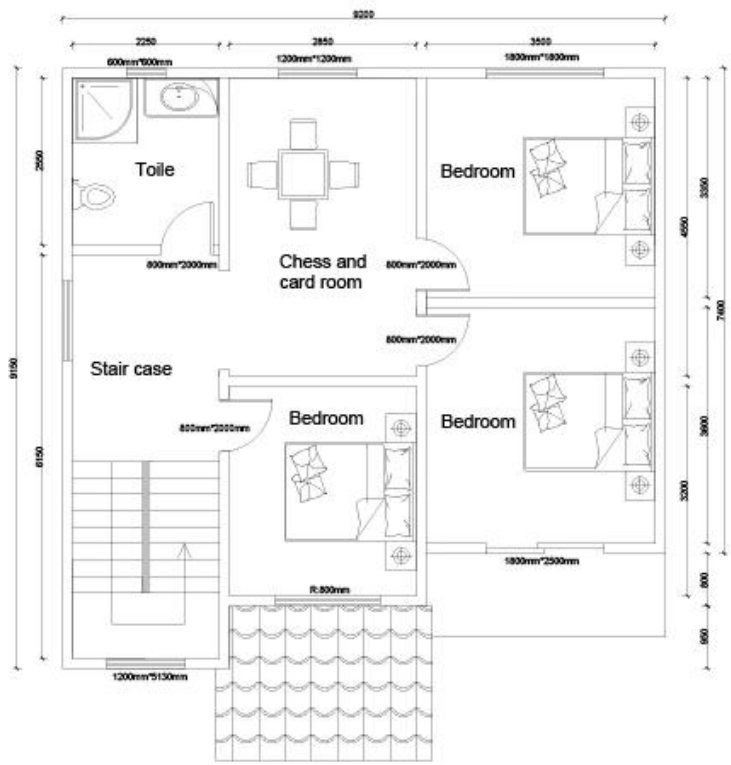 9200
2250
2850
3500
600mm*600mm
1200mm*1200mm
1800mm*1800mm
2550
Toile
Bedroom
3350
4550
7400
Chess and
card room
800mm*2000mm
800mm*2000mm
800mm*2000mm
9150
Stair case
Bedroom
Bedroom
800mm*2000mm
6150
3600
3200
1800mm*2500mm
R:800mm
800
950
1200mm*5130mm